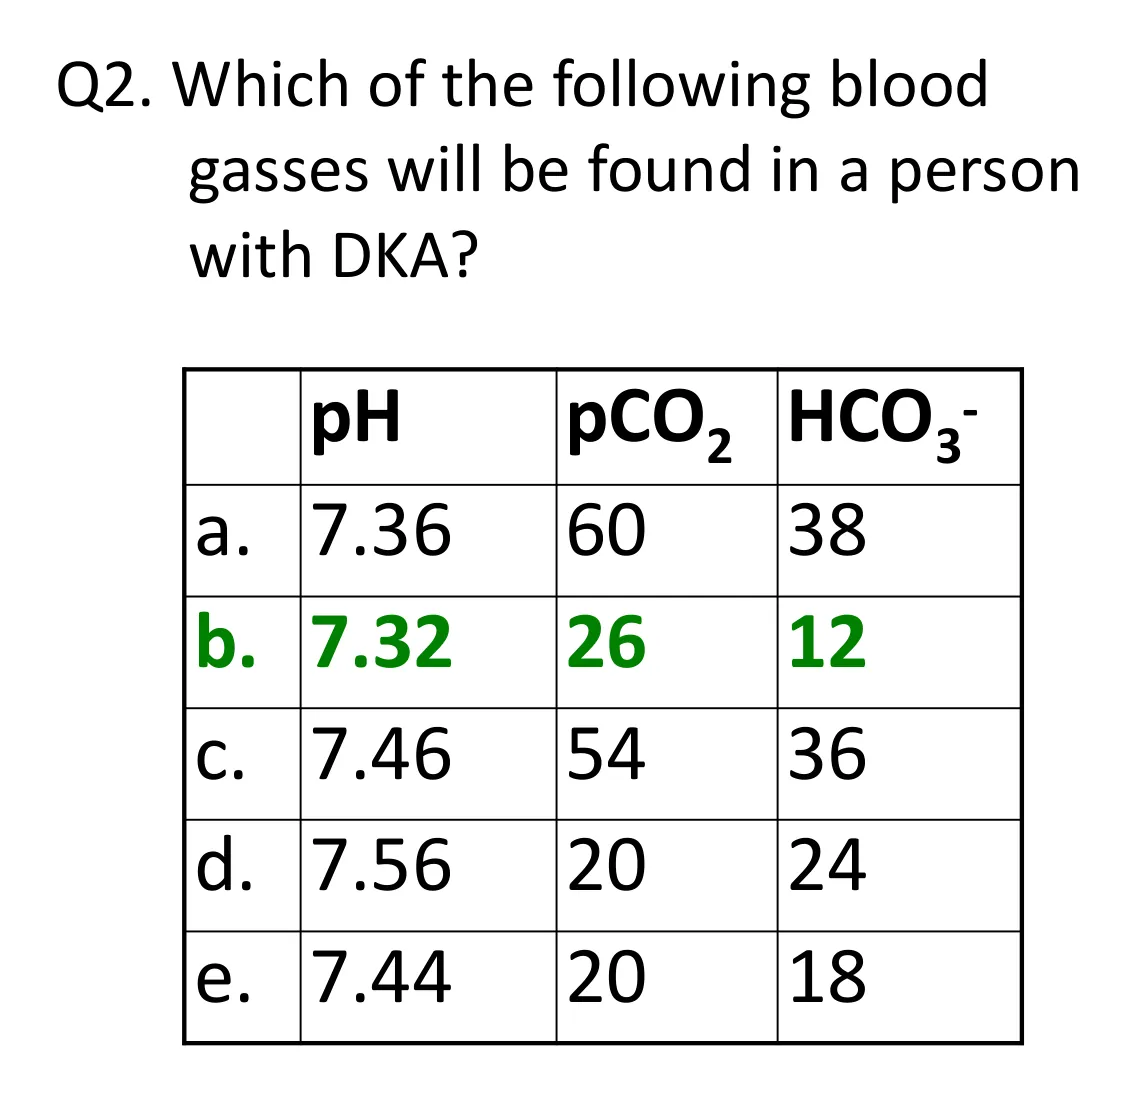 Q2. Which of the following blood
gasses will be found in a person
with DKA?
pH pCO₂ HCO₃⁻
a. 7.36 60 38
b. 7.32 26 12
c. 7.46 54 36
d. 7.56 20 24
e. 7.44 20 18